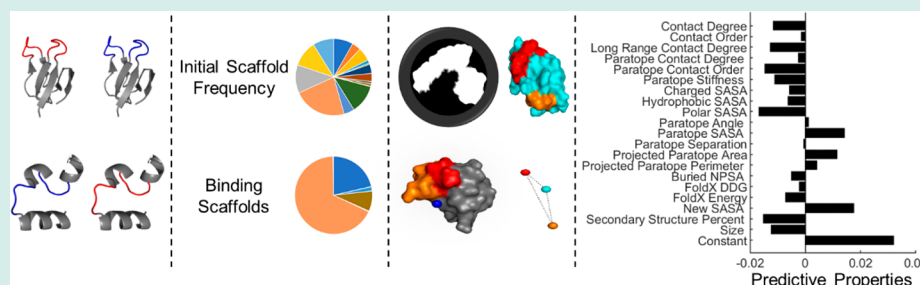 Initial Scaffold
Frequency
Binding
Scaffolds
Contact Degree
Contact Order
Long Range Contact Degree
Paratope Contact Degree
Paratope Contact Order
Paratope Stiffness
Charged SASA
Hydrophobic SASA
Polar SASA
Paratope Angle
Paratope SASA
Paratope Separation
Projected Paratope Area
Projected Paratope Perimeter
Buried NPSA
FoldX DDG
FoldX Energy
New SASA
Secondary Structure Percent
Size
Constant
-0.02 0 0.02 0.0
Predictive Properties